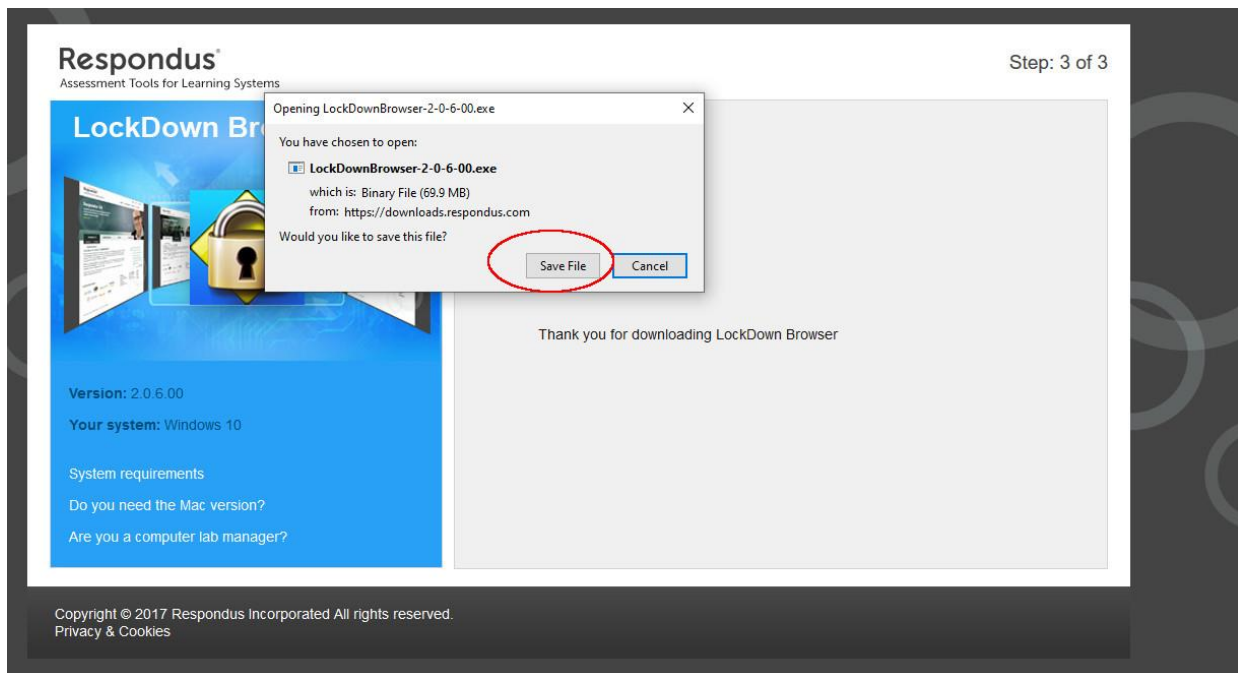 Respondus®
Assessment Tools for Learning Systems
Step: 3 of 3
LockDown Br
Opening LockDownBrowser-2-0-6-00.exe
You have chosen to open:
LockDownBrowser-2-0-6-00.exe
which is: Binary File (69.9 MB)
from: https://downloads.respondus.com
Would you like to save this file?
Save File Cancel
Thank you for downloading LockDown Browser
Version: 2.0.6.00
Your system: Windows 10
System requirements
Do you need the Mac version?
Are you a computer lab manager?
Copyright © 2017 Respondus Incorporated All rights reserved.
Privacy & Cookies